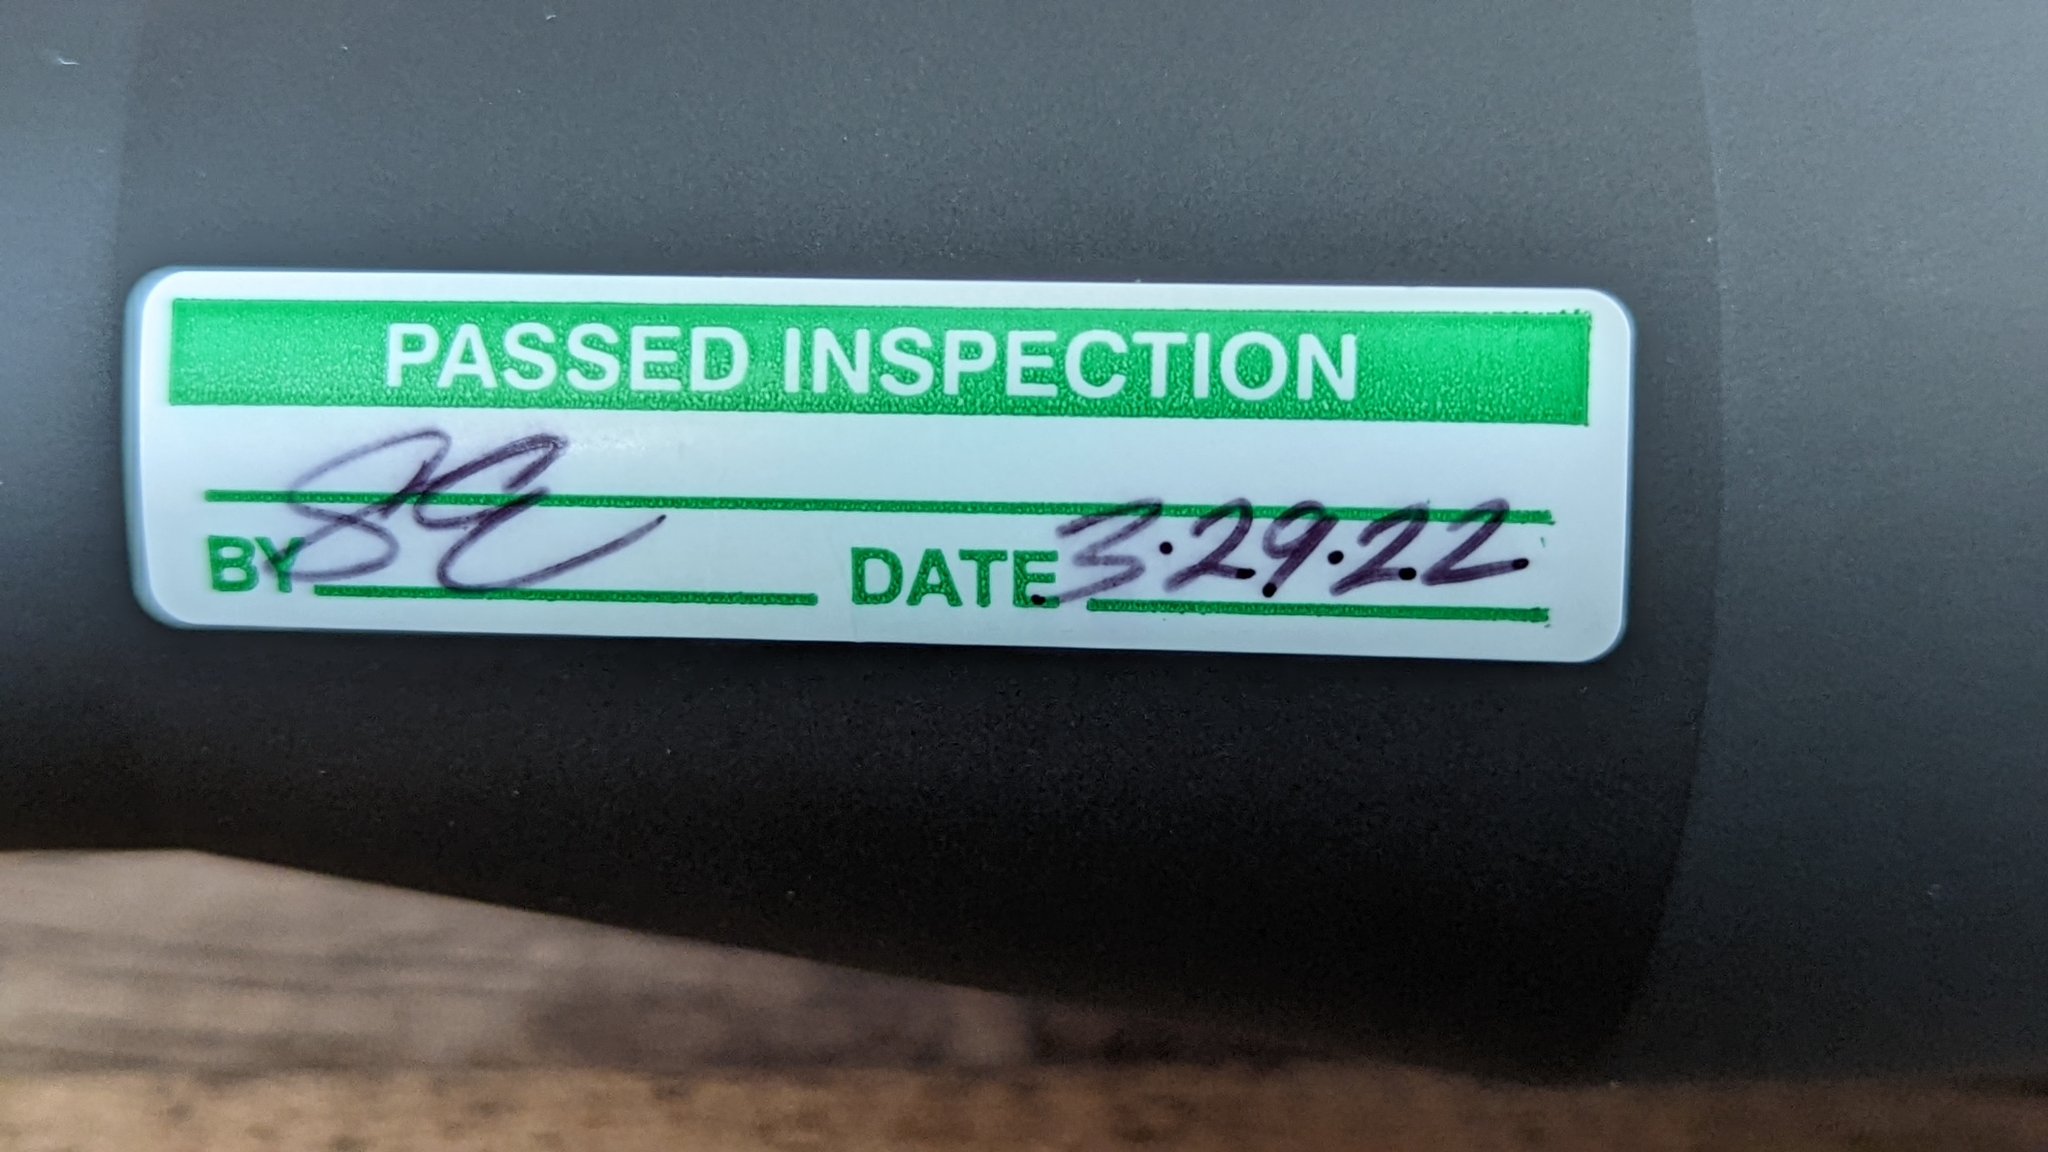 PASSED INSPECTION
BY DATE 3.29.22